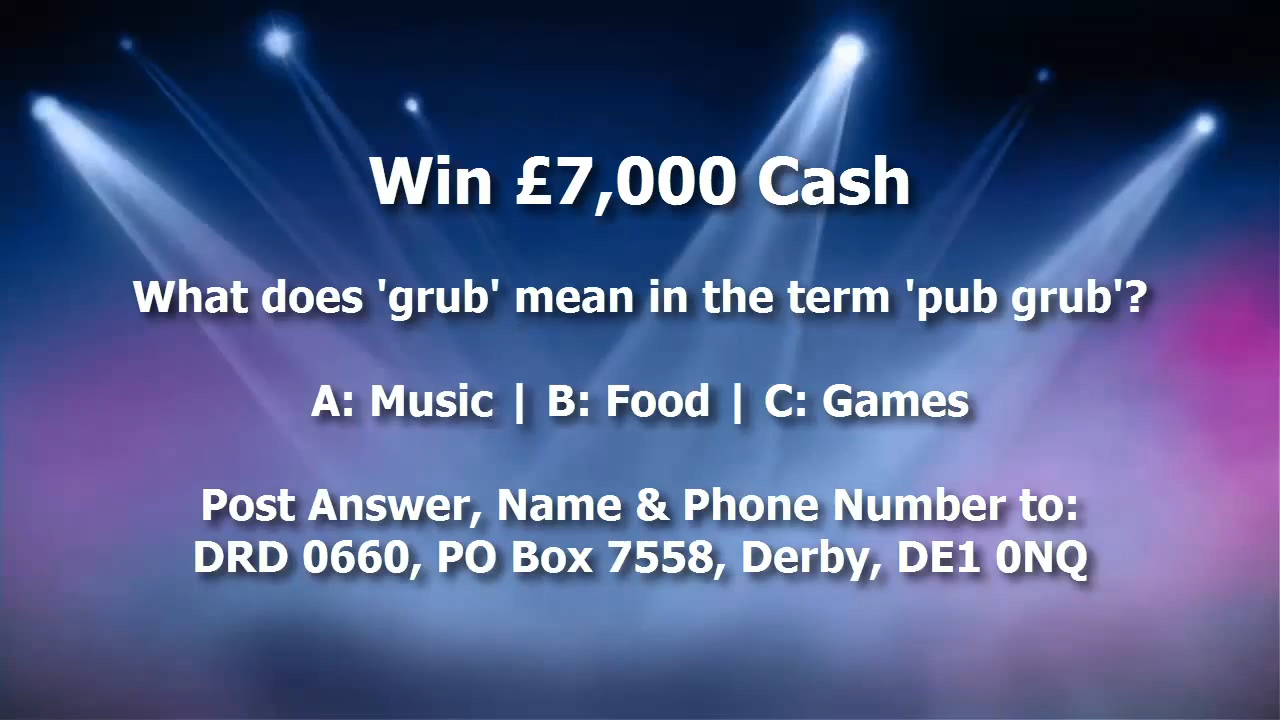 Win £7,000 Cash
What does 'grub' mean in the term 'pub grub'?
A: Music | B: Food | C: Games
Post Answer, Name & Phone Number to:
DRD 0660, PO Box 7558, Derby, DE1 0NQ